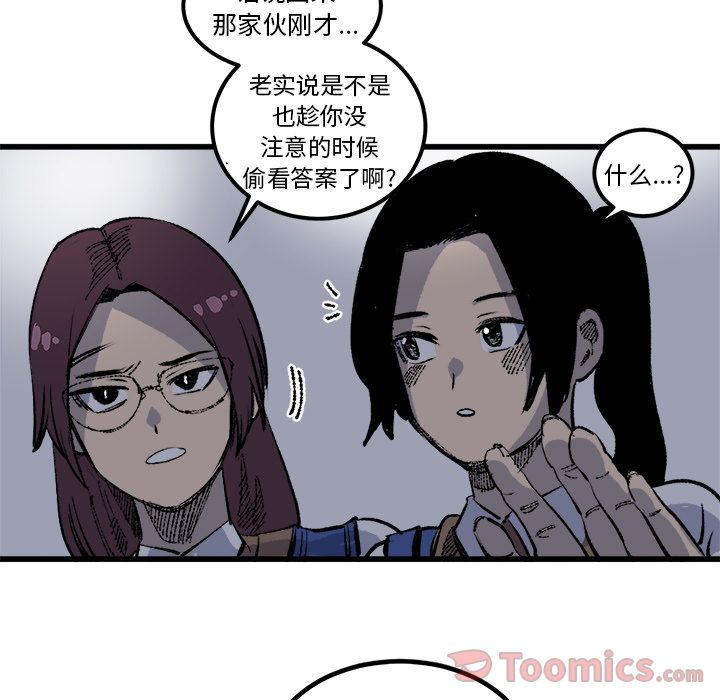 那家伙刚才...
老实说是不是
也趁你没
注意的时候
偷看答案了啊?
什么...?
Toomics.com